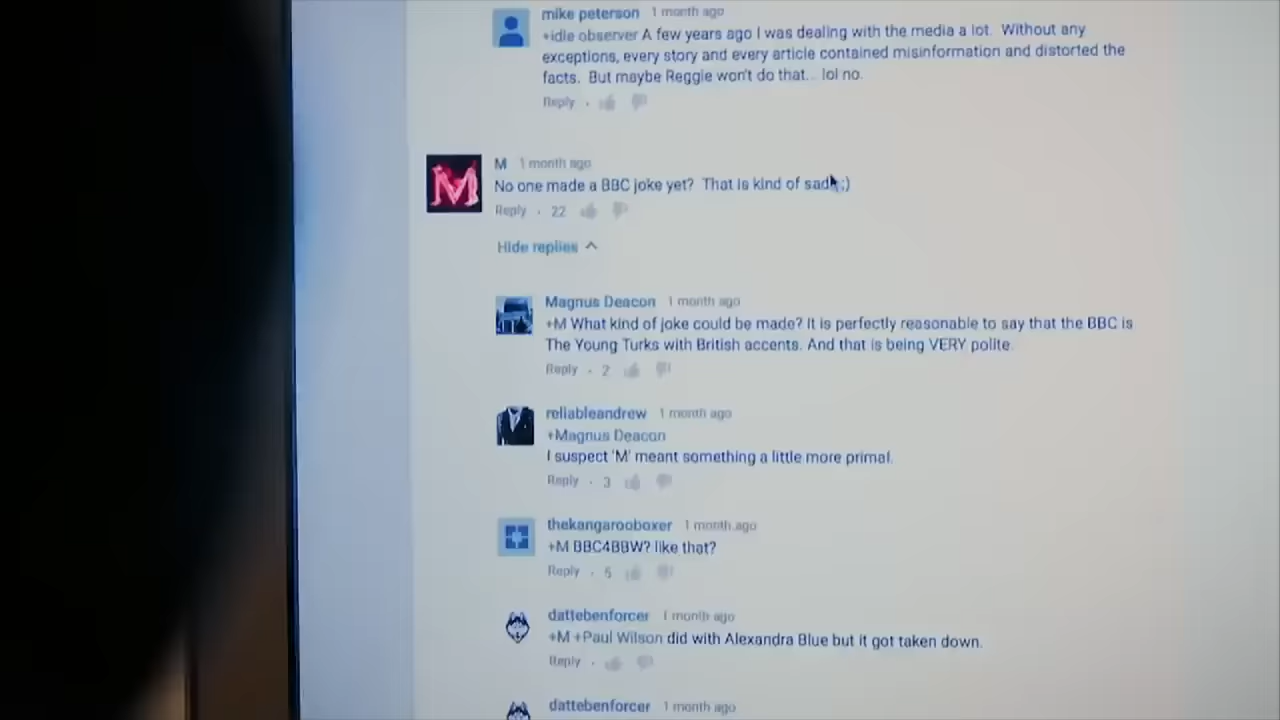 mike peterson 1 month ago
+idle observer A few years ago I was dealing with the media a lot. Without any
exceptions, every story and every article contained misinformation and distorted the
facts. But maybe Reggie won't do that.. lol no.
Reply ·
M
M 1 month ago
No one made a BBC joke yet? That is kind of sad ;)
Reply · 22
Hide replies
Magnus Deacon 1 month ago
+M What kind of joke could be made? It is perfectly reasonable to say that the BBC is
The Young Turks with British accents. And that is being VERY polite.
Reply · 2
reliableandrew 1 month ago
+Magnus Deacon
I suspect 'M' meant something a little more primal.
Reply · 3
thekangarooboxer 1 month ago
+M BBC4BBW? like that?
Reply · 5
dattebenforcer 1 month ago
+M +Paul Wilson did with Alexandra Blue but it got taken down.
Reply ·
dattebenforcer 1 month ago